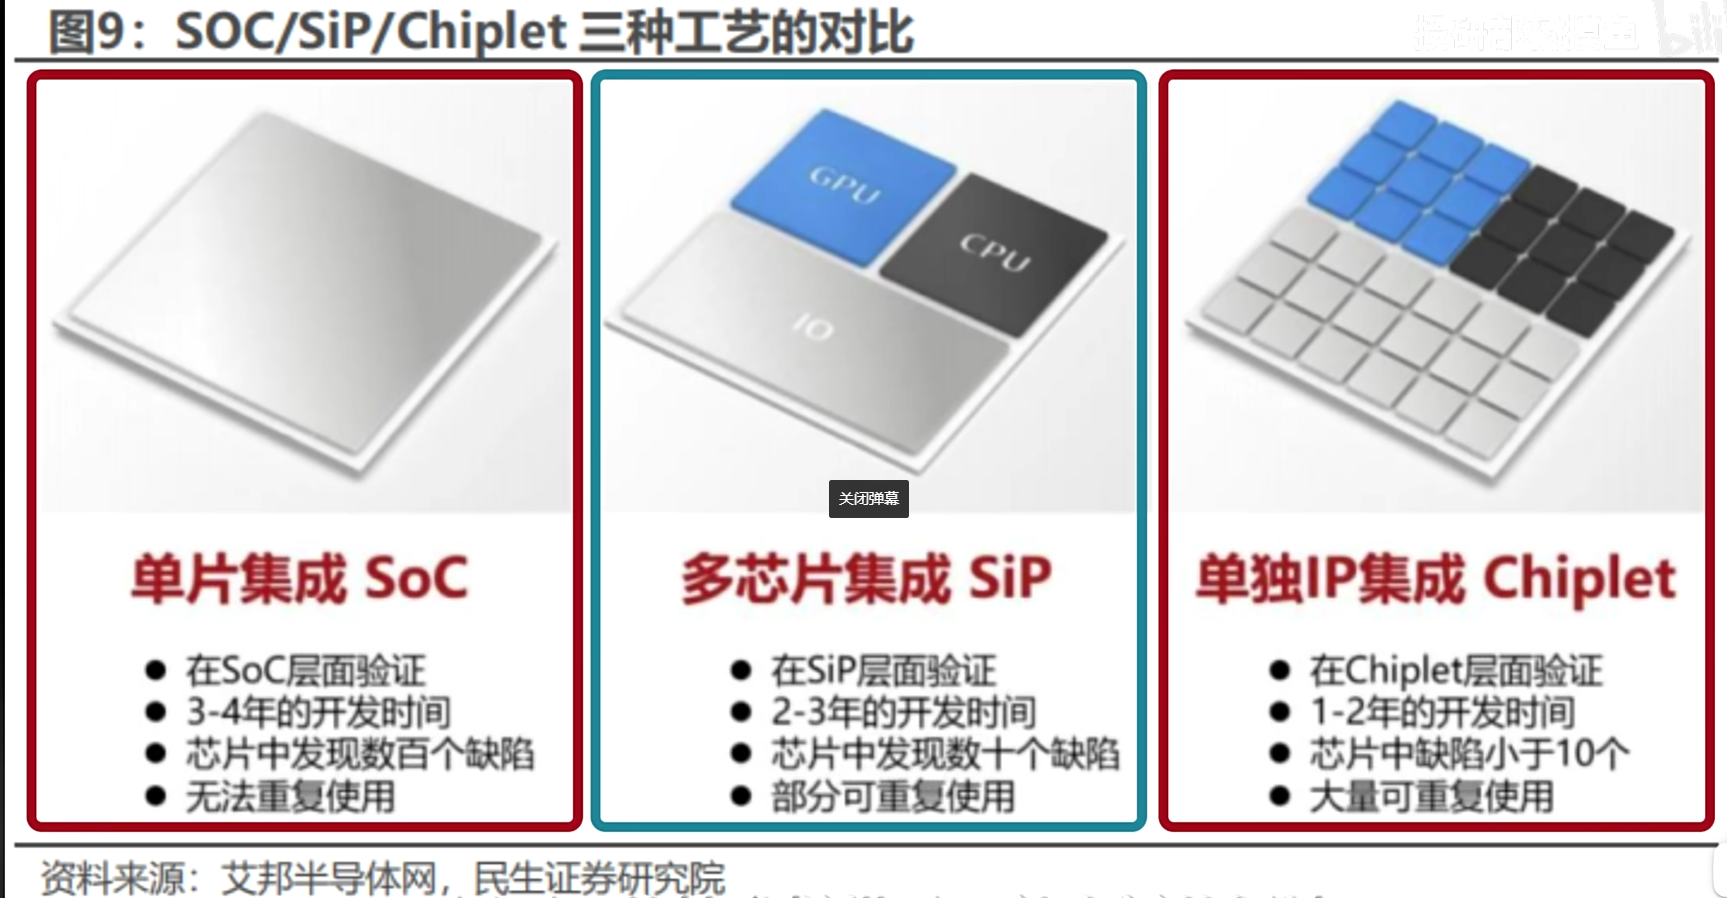 图9：SOC/SiP/Chiplet 三种工艺的对比
GPU
CPU
IO
关闭弹幕
单片集成 SoC
● 在SoC层面验证
● 3-4年的开发时间
● 芯片中发现数百个缺陷
● 无法重复使用
多芯片集成 SiP
● 在SiP层面验证
● 2-3年的开发时间
● 芯片中发现数十个缺陷
● 部分可重复使用
单独IP集成 Chiplet
● 在Chiplet层面验证
● 1-2年的开发时间
● 芯片中缺陷小于10个
● 大量可重复使用
资料来源：艾邦半导体网，民生证券研究院